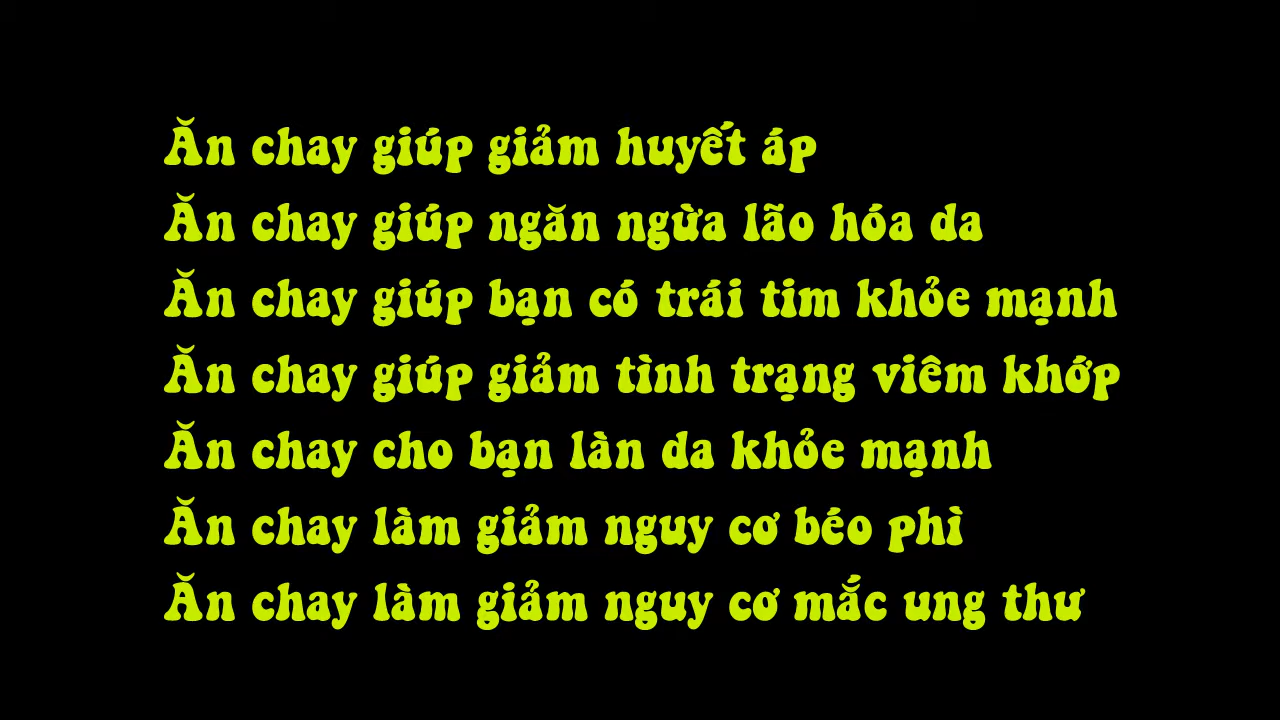 Ăn chay giúp giảm huyết áp
Ăn chay giúp ngăn ngừa lão hóa da
Ăn chay giúp bạn có trái tim khỏe mạnh
Ăn chay giúp giảm tình trạng viêm khớp
Ăn chay cho bạn làn da khỏe mạnh
Ăn chay làm giảm nguy cơ béo phì
Ăn chay làm giảm nguy cơ mắc ung thư